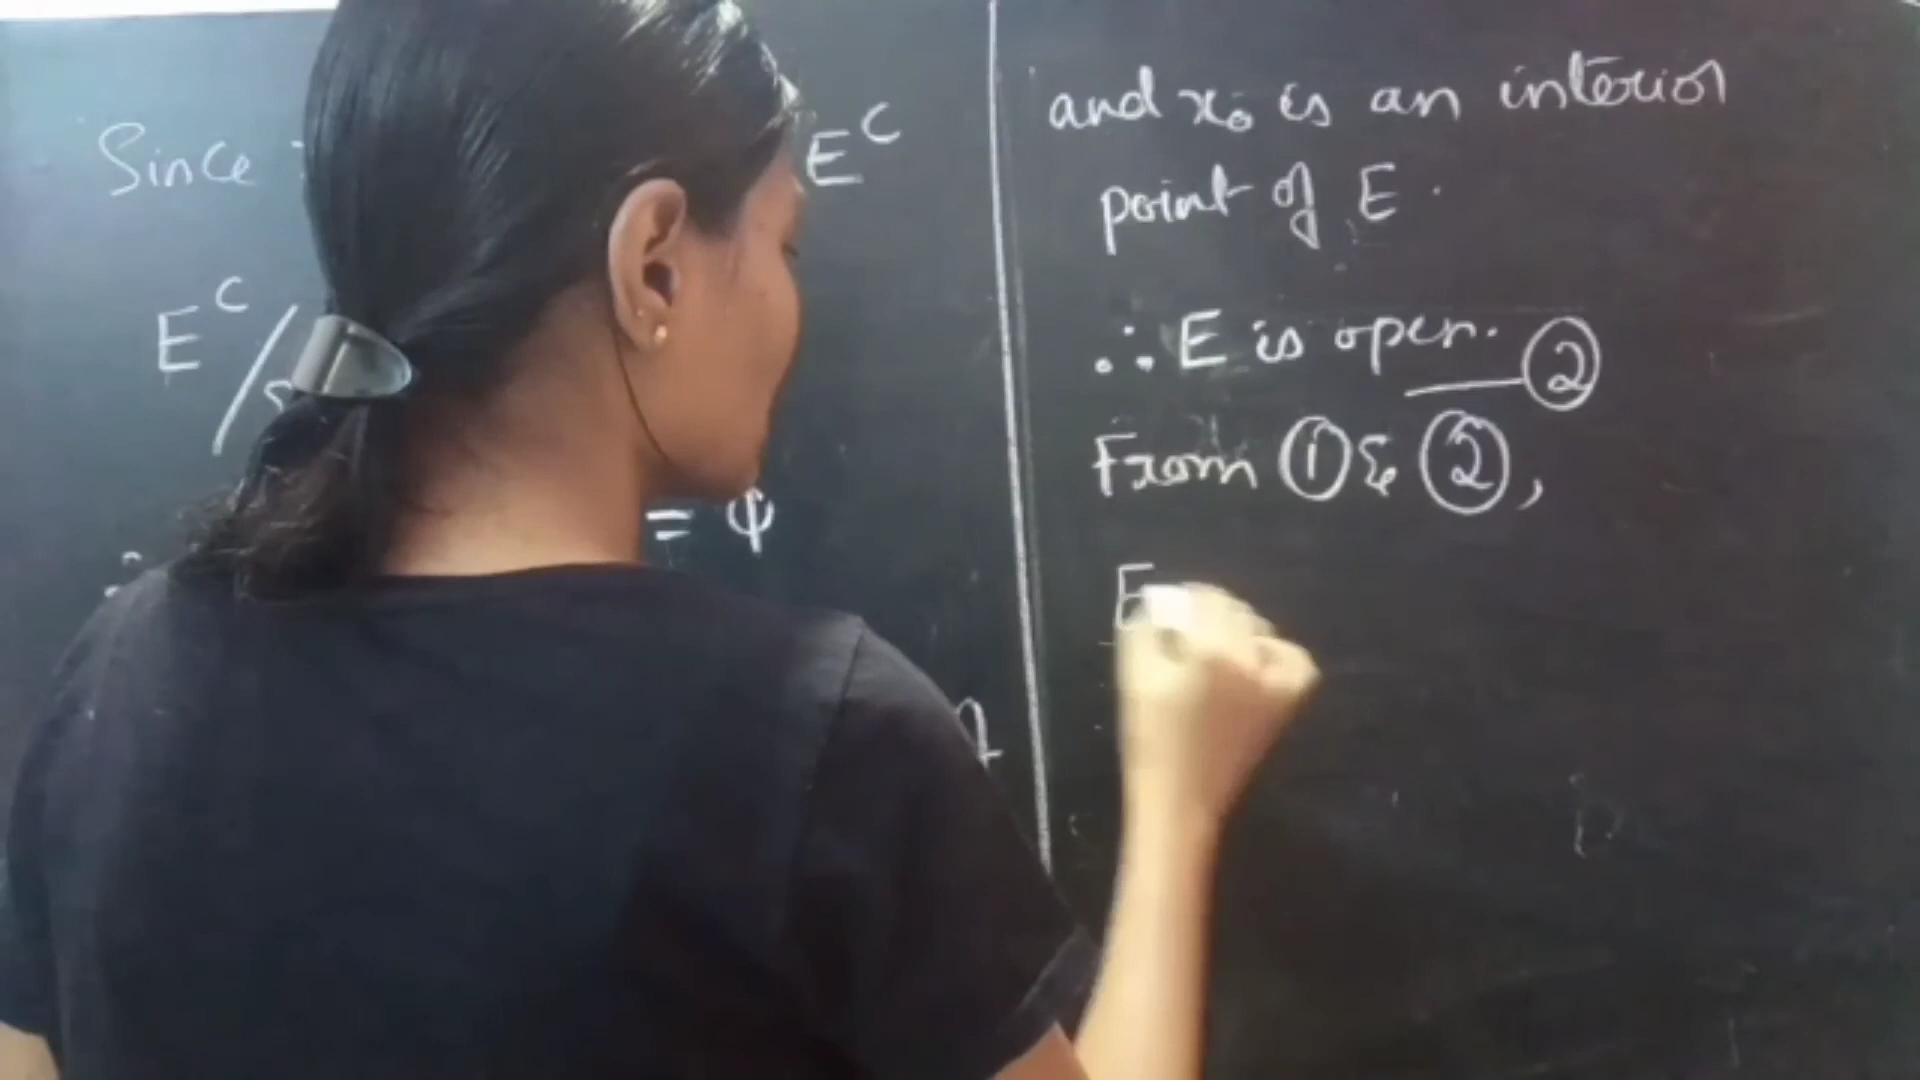 Since
E^C
E^C/
= φ
∴
and x₀ is an interior
point of E.
∴ E is open. — ②
From ① & ②,
E